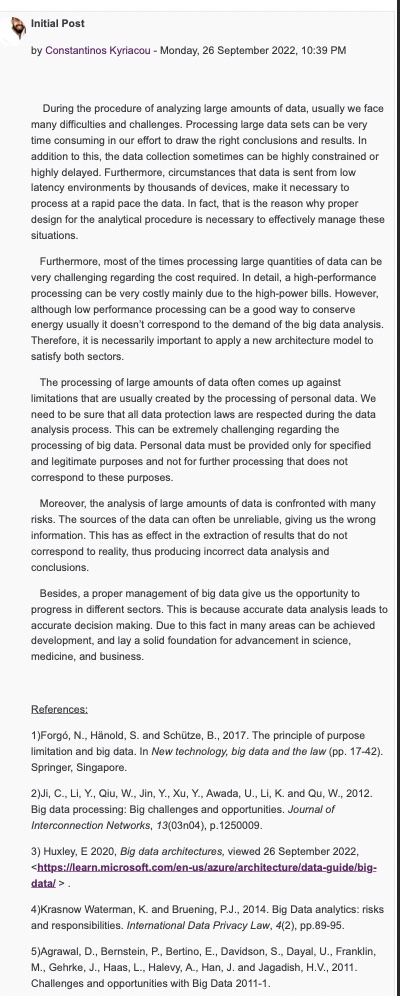 Initial Post
by Constantinos Kyriacou - Monday, 26 September 2022, 10:39 PM
During the procedure of analyzing large amounts of data, usually we face
many difficulties and challenges. Processing large data sets can be very
time consuming in our effort to draw the right conclusions and results. In
addition to this, the data collection sometimes can be highly constrained or
highly delayed. Furthermore, circumstances that data is sent from low
latency environments by thousands of devices, make it necessary to
process at a rapid pace the data. In fact, that is the reason why proper
design for the analytical procedure is necessary to effectively manage these
situations.
Furthermore, most of the times processing large quantities of data can be
very challenging regarding the cost required. In detail, a high-performance
processing can be very costly mainly due to the high-power bills. However,
although low performance processing can be a good way to conserve
energy usually it doesn't correspond to the demand of the big data analysis.
Therefore, it is necessarily important to apply a new architecture model to
satisfy both sectors.
The processing of large amounts of data often comes up against
limitations that are usually created by the processing of personal data. We
need to be sure that all data protection laws are respected during the data
analysis process. This can be extremely challenging regarding the
processing of big data. Personal data must be provided only for specified
and legitimate purposes and not for further processing that does not
correspond to these purposes.
Moreover, the analysis of large amounts of data is confronted with many
risks. The sources of the data can often be unreliable, giving us the wrong
information. This has as effect in the extraction of results that do not
correspond to reality, thus producing incorrect data analysis and
conclusions.
Besides, a proper management of big data give us the opportunity to
progress in different sectors. This is because accurate data analysis leads to
accurate decision making. Due to this fact in many areas can be achieved
development, and lay a solid foundation for advancement in science,
medicine, and business.
References:
1)Forgó, N., Hänold, S. and Schütze, B., 2017. The principle of purpose
limitation and big data. In New technology, big data and the law (pp. 17-42).
Springer, Singapore.
2)Ji, C., Li, Y., Qiu, W., Jin, Y., Xu, Y., Awada, U., Li, K. and Qu, W., 2012.
Big data processing: Big challenges and opportunities. Journal of
Interconnection Networks, 13(03n04), p.1250009.
3) Huxley, E 2020, Big data architectures, viewed 26 September 2022,
<https://learn.microsoft.com/en-us/azure/architecture/data-guide/big-
data/ > .
4)Krasnow Waterman, K. and Bruening, P.J., 2014. Big Data analytics: risks
and responsibilities. International Data Privacy Law, 4(2), pp.89-95.
5)Agrawal, D., Bernstein, P., Bertino, E., Davidson, S., Dayal, U., Franklin,
M., Gehrke, J., Haas, L., Halevy, A., Han, J. and Jagadish, H.V., 2011.
Challenges and opportunities with Big Data 2011-1.